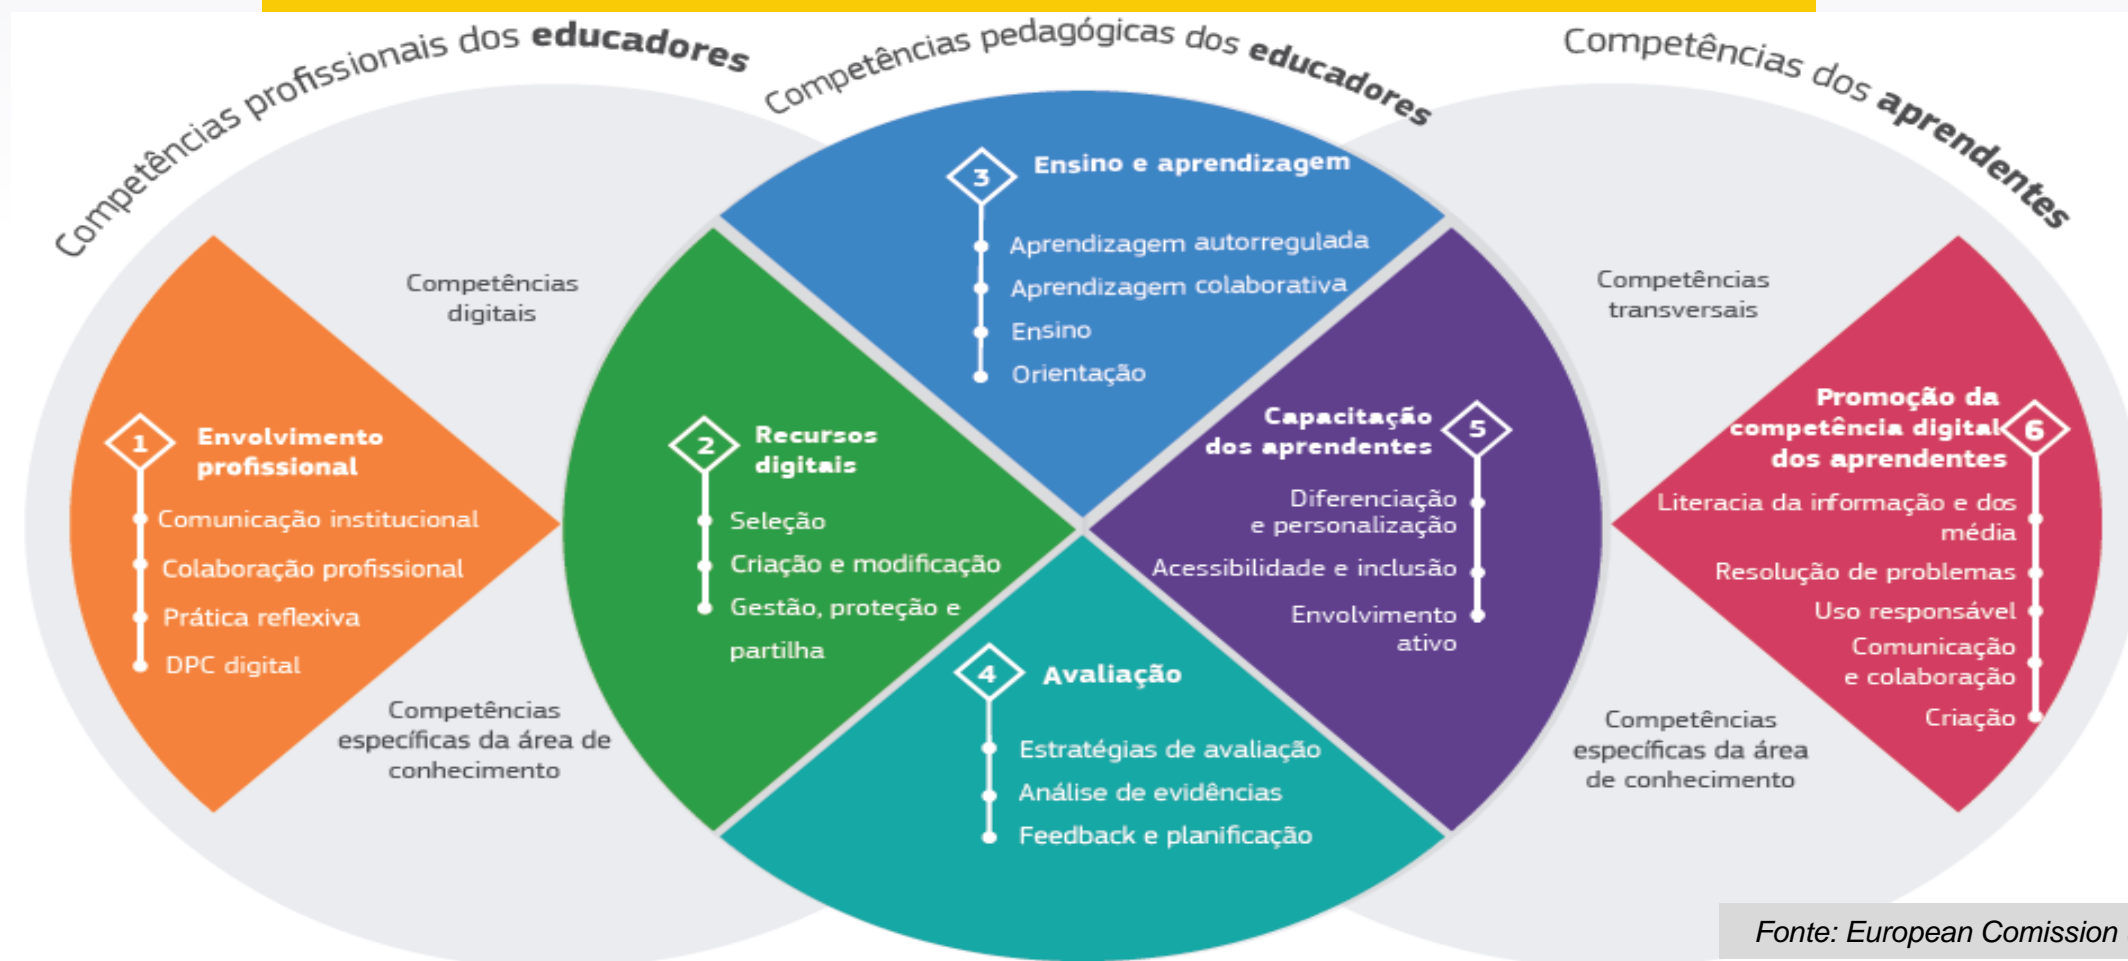 Competências profissionais dos educadores
Competências pedagógicas dos educadores
Competências dos aprendentes
Competências
digitais
Competências
específicas da área de
conhecimento
1
Envolvimento
profissional
Comunicação institucional
Colaboração profissional
Prática reflexiva
DPC digital
2
Recursos
digitais
Seleção
Criação e modificação
Gestão, proteção e
partilha
3
Ensino e aprendizagem
Aprendizagem autorregulada
Aprendizagem colaborativa
Ensino
Orientação
4
Avaliação
Estratégias de avaliação
Análise de evidências
Feedback e planificação
5
Capacitação
dos aprendentes
Diferenciação
e personalização
Acessibilidade e inclusão
Envolvimento
ativo
Competências
transversais
Competências
específicas da área
de conhecimento
6
Promoção da
competência digital
dos aprendentes
Literacia da informação e dos
média
Resolução de problemas
Uso responsável
Comunicação
e colaboração
Criação
Fonte: European Comission